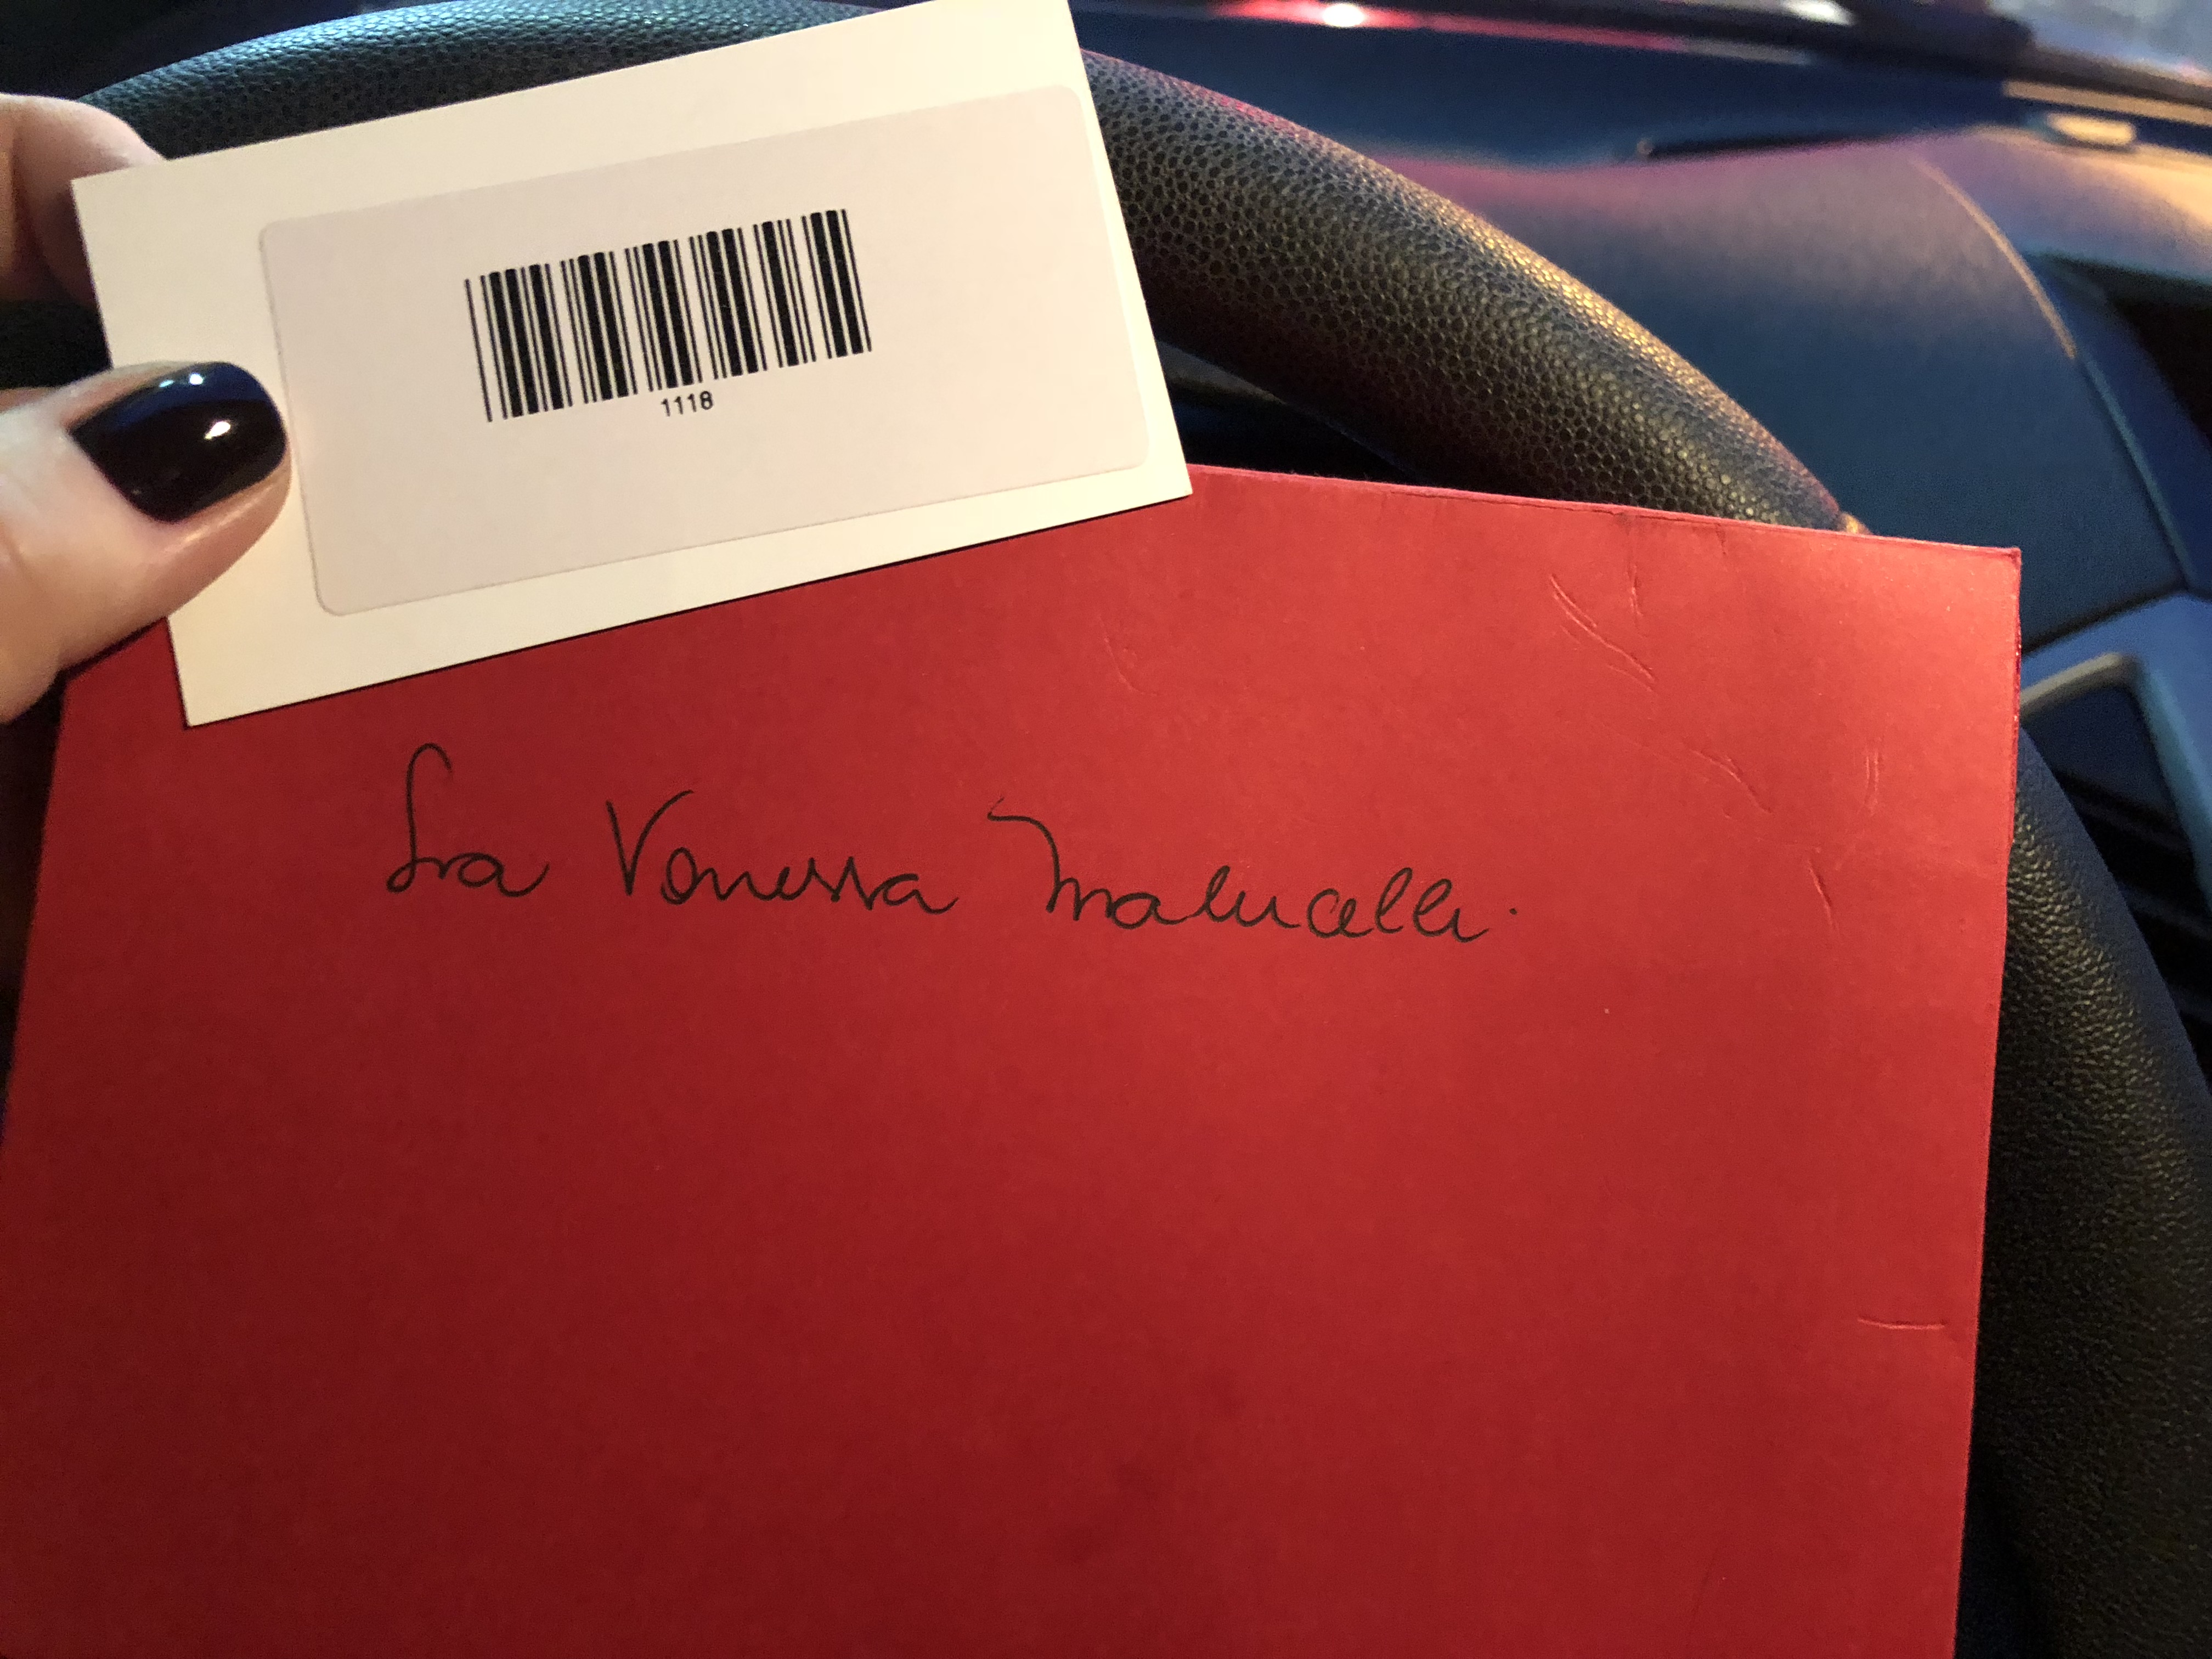 1118
Sra Vanessa Malucelli.